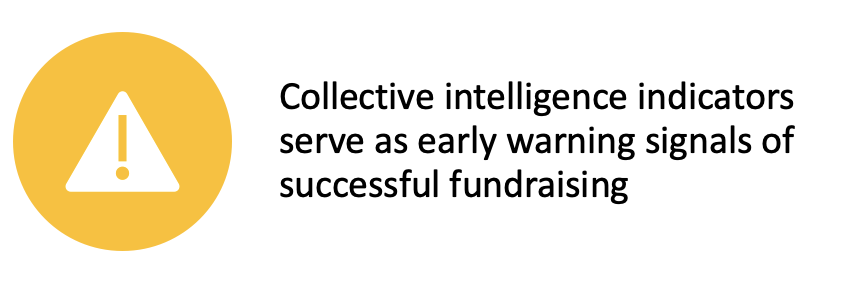 Collective intelligence indicators
serve as early warning signals of
successful fundraising